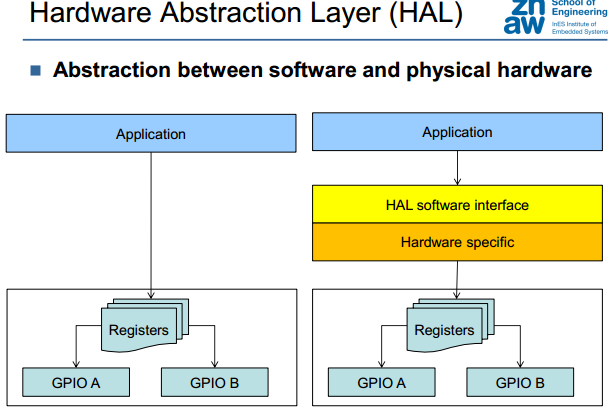 Hardware Abstraction Layer (HAL)
zh
aw
School of
Engineering
InES Institute of
Embedded Systems
Abstraction between software and physical hardware
Application
Application
HAL software interface
Hardware specific
Registers
Registers
GPIO A
GPIO B
GPIO A
GPIO B